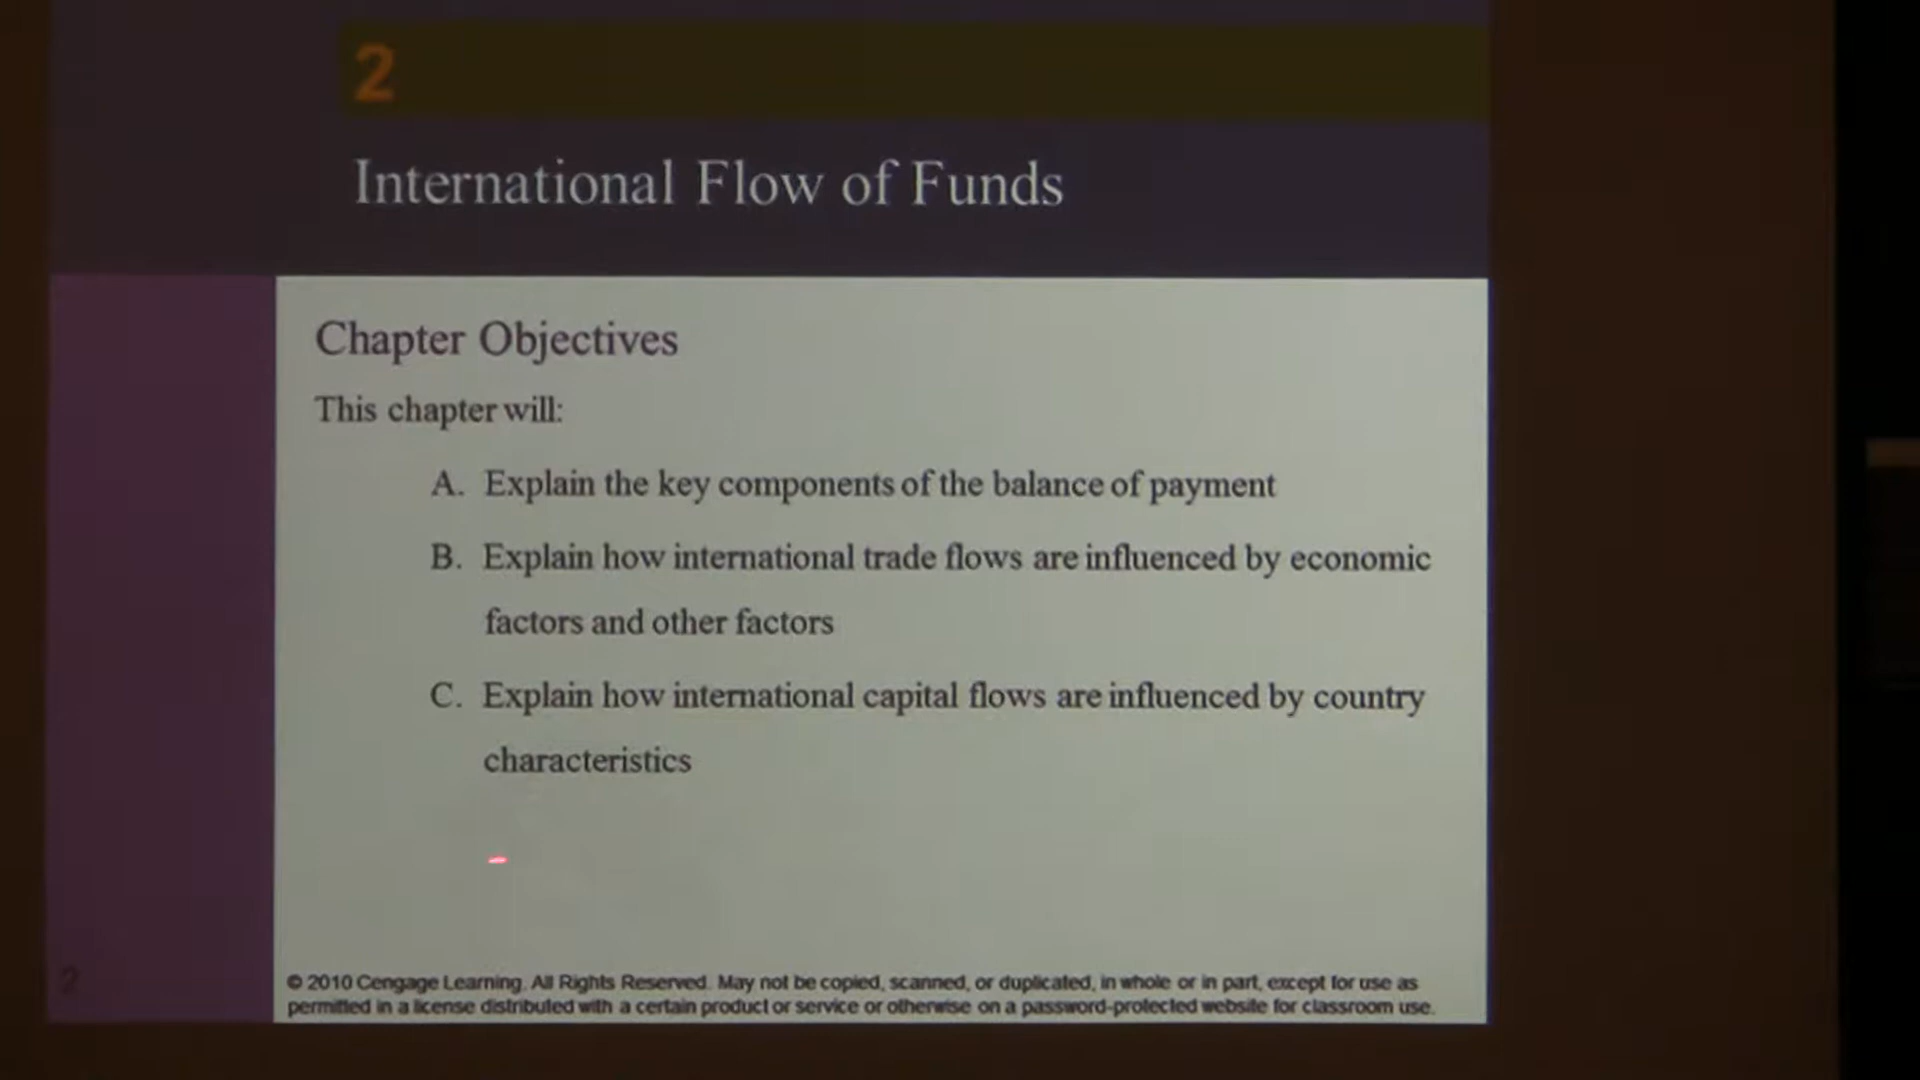 2
International Flow of Funds
Chapter Objectives
This chapter will:
A. Explain the key components of the balance of payment
B. Explain how international trade flows are influenced by economic
factors and other factors
C. Explain how international capital flows are influenced by country
characteristics
2
© 2010 Cengage Learning. All Rights Reserved. May not be copied, scanned, or duplicated, in whole or in part, except for use as
permitted in a license distributed with a certain product or service or otherwise on a password-protected website for classroom use.